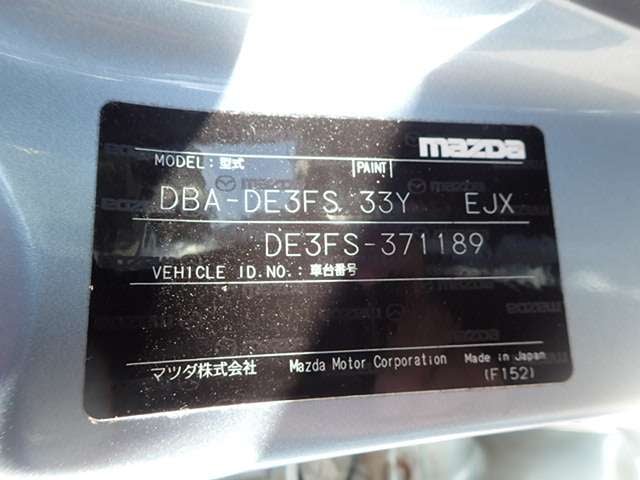 mazda
MODEL:型式 PAINT
DBA-DE3FS 33Y EJX
DE3FS-371189
VEHICLE ID.NO.:車台番号
マツダ株式会社 Mazda Motor Corporation Made in Japan
(F152)